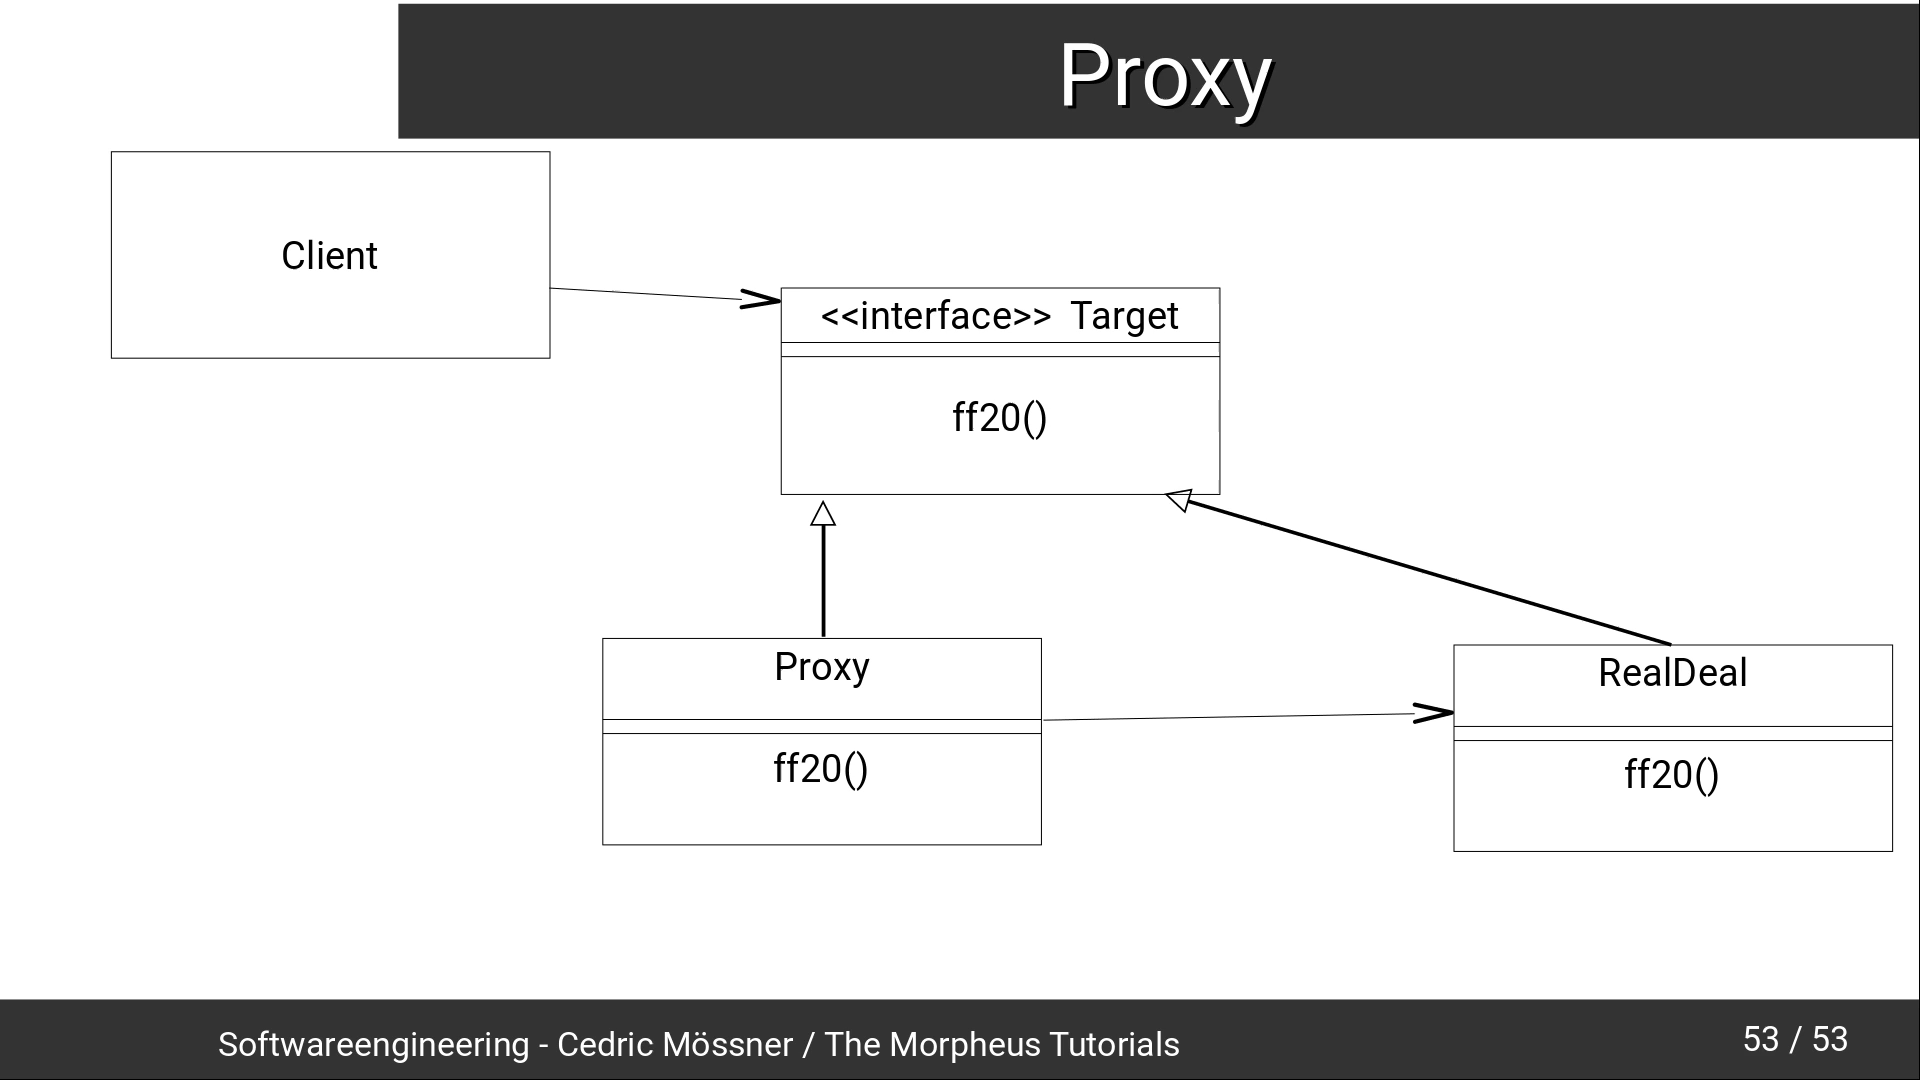 Proxy
Client
<<interface>> Target
ff20()
Proxy
ff20()
RealDeal
ff20()
Softwareengineering - Cedric Mössner / The Morpheus Tutorials
53 / 53